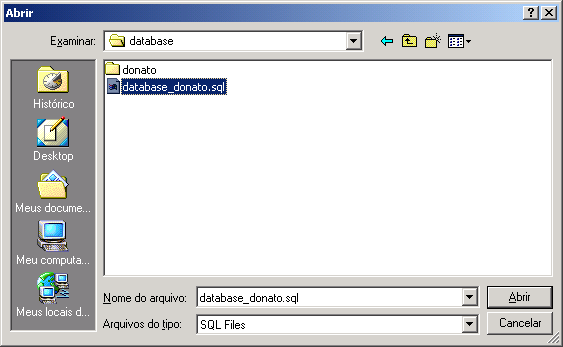 Abrir
Examinar: database
donato
database_donato.sql
Histórico
Desktop
Meus docume...
Meu computa...
Meus locais d...
Nome do arquivo: database_donato.sql Abrir
Arquivos do tipo: SQL Files Cancelar